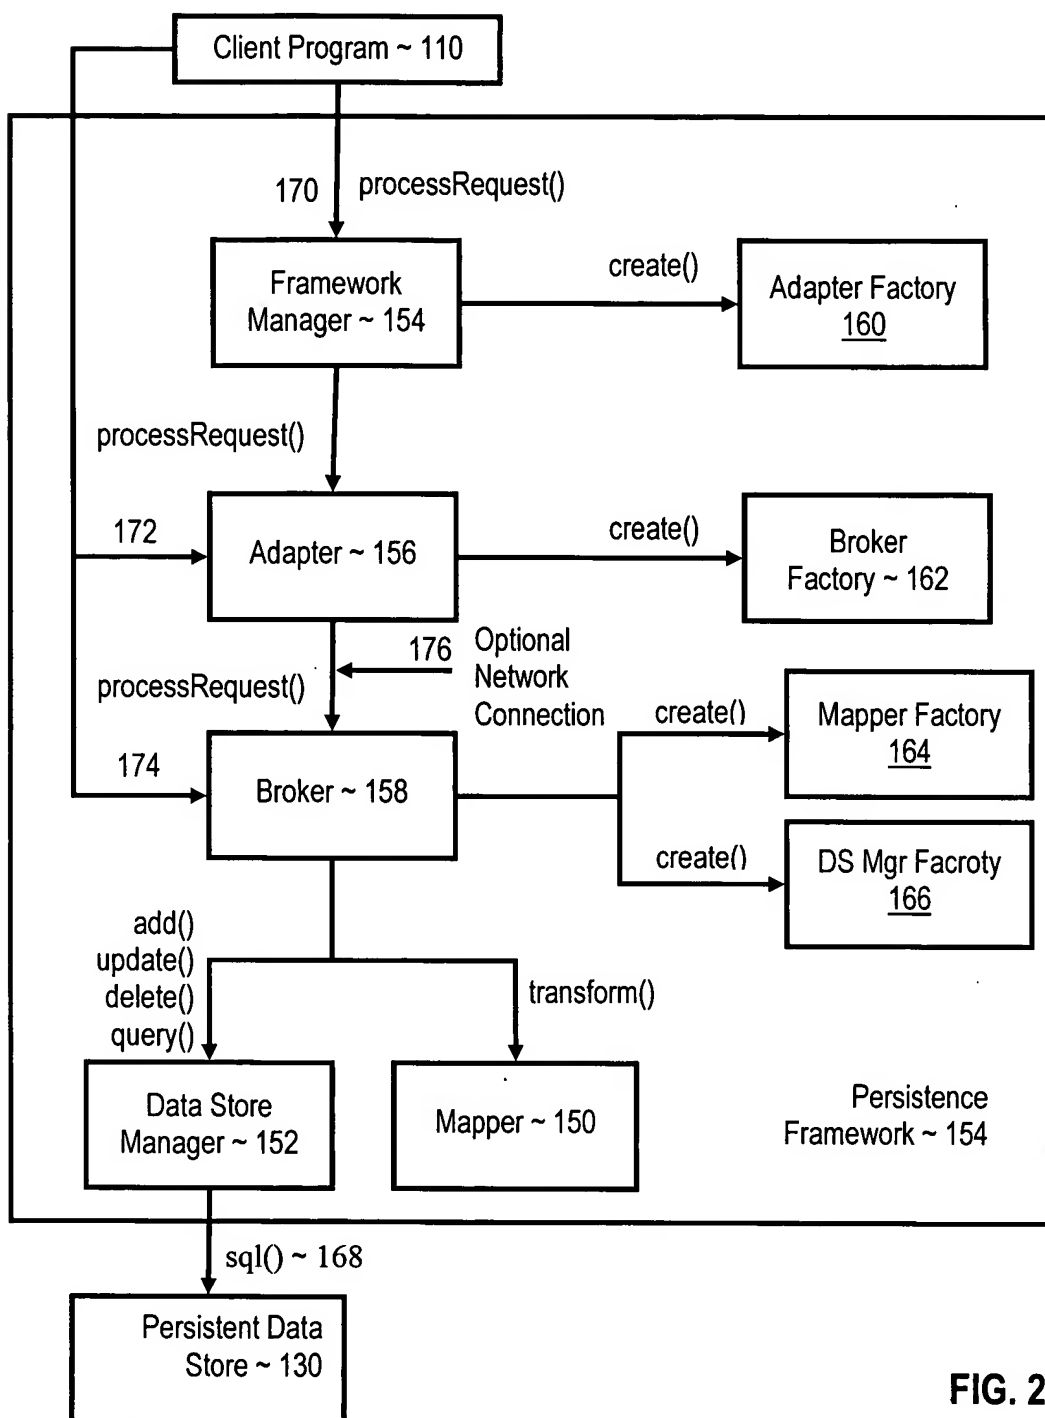 Client Program ~ 110
170
processRequest()
Framework
Manager ~ 154
create()
Adapter Factory
160
processRequest()
172
Adapter ~ 156
create()
Broker
Factory ~ 162
176
Optional
Network
Connection
processRequest()
174
Broker ~ 158
create()
Mapper Factory
164
create()
DS Mgr Facroty
166
add()
update()
delete()
query()
transform()
Data Store
Manager ~ 152
Mapper ~ 150
Persistence
Framework ~ 154
sql() ~ 168
Persistent Data
Store ~ 130
FIG. 2